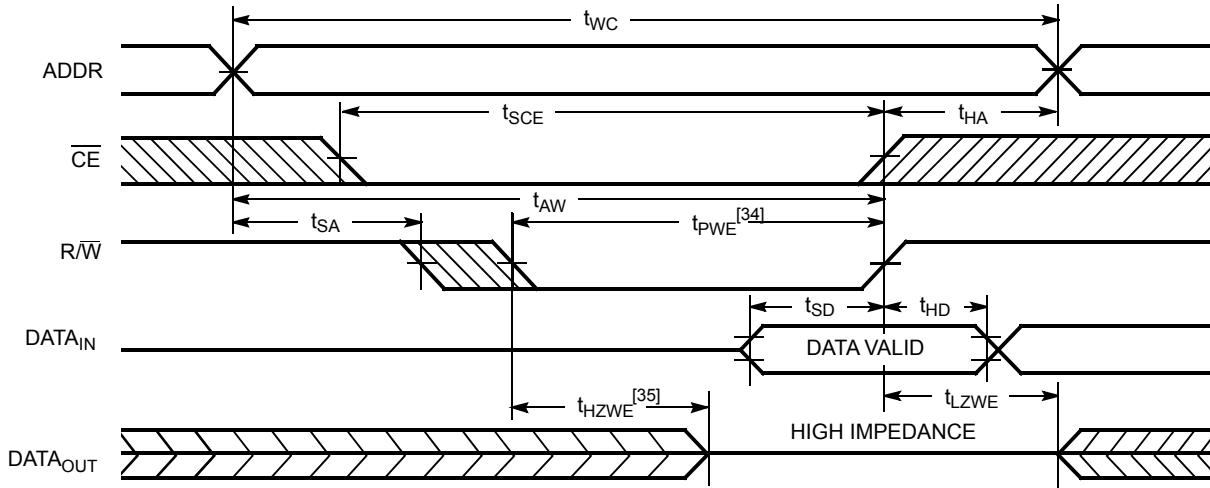 tWC
ADDR
tSCE
tHA
CE
tAW
tSA
tPWE[34]
R/W
tSD
tHD
DATAIN
DATA VALID
tHZWE[35]
tLZWE
HIGH IMPEDANCE
DATAOUT